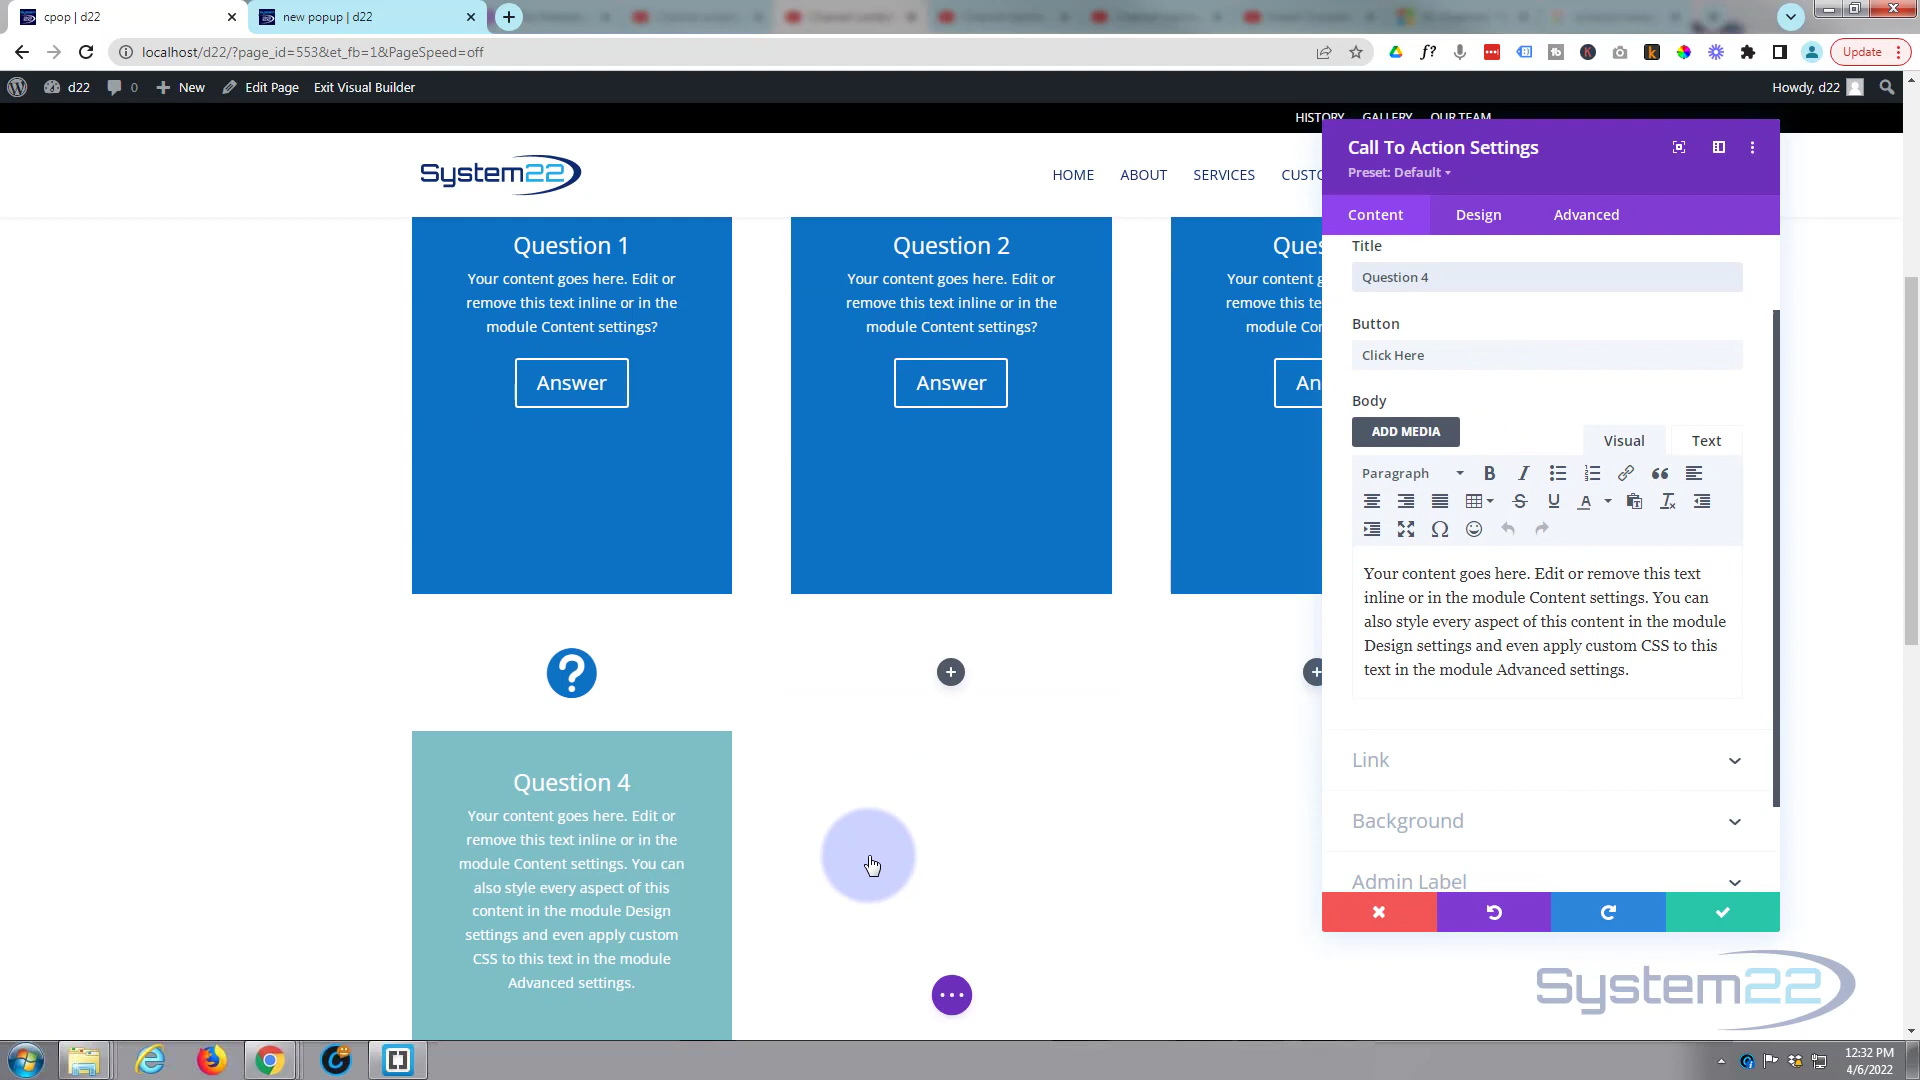 cpop | d22
new popup | d22
localhost/d22/?page_id=553&et_fb=1&PageSpeed=off
Update
d22
0
New
Edit Page
Exit Visual Builder
Howdy, d22
HISTORY GALLERY OUR TEAM
System22
HOME ABOUT SERVICES CUSTO
Question 1
Your content goes here. Edit or
remove this text inline or in the
module Content settings?
Answer
Question 2
Your content goes here. Edit or
remove this text inline or in the
module Content settings?
Answer
Ques
Your content
remove this te
module Con
An
Question 4
Your content goes here. Edit or
remove this text inline or in the
module Content settings. You can
also style every aspect of this
content in the module Design
settings and even apply custom
CSS to this text in the module
Advanced settings.
Call To Action Settings
Preset: Default
Content Design Advanced
Title
Question 4
Button
Click Here
Body
ADD MEDIA
Visual Text
Paragraph
Your content goes here. Edit or remove this text
inline or in the module Content settings. You can
also style every aspect of this content in the module
Design settings and even apply custom CSS to this
text in the module Advanced settings.
Link
Background
Admin Label
System22
12:32 PM
4/6/2022